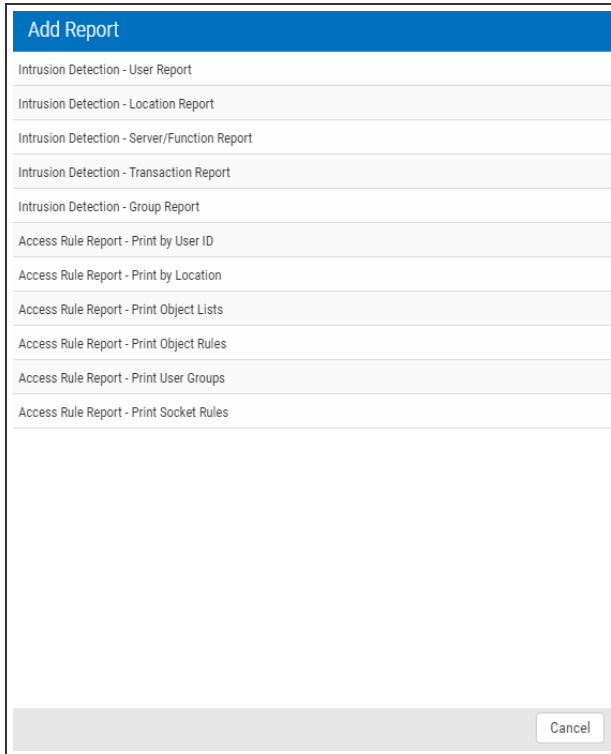 Add Report
Intrusion Detection - User Report
Intrusion Detection - Location Report
Intrusion Detection - Server/Function Report
Intrusion Detection - Transaction Report
Intrusion Detection - Group Report
Access Rule Report - Print by User ID
Access Rule Report - Print by Location
Access Rule Report - Print Object Lists
Access Rule Report - Print Object Rules
Access Rule Report - Print User Groups
Access Rule Report - Print Socket Rules
Cancel